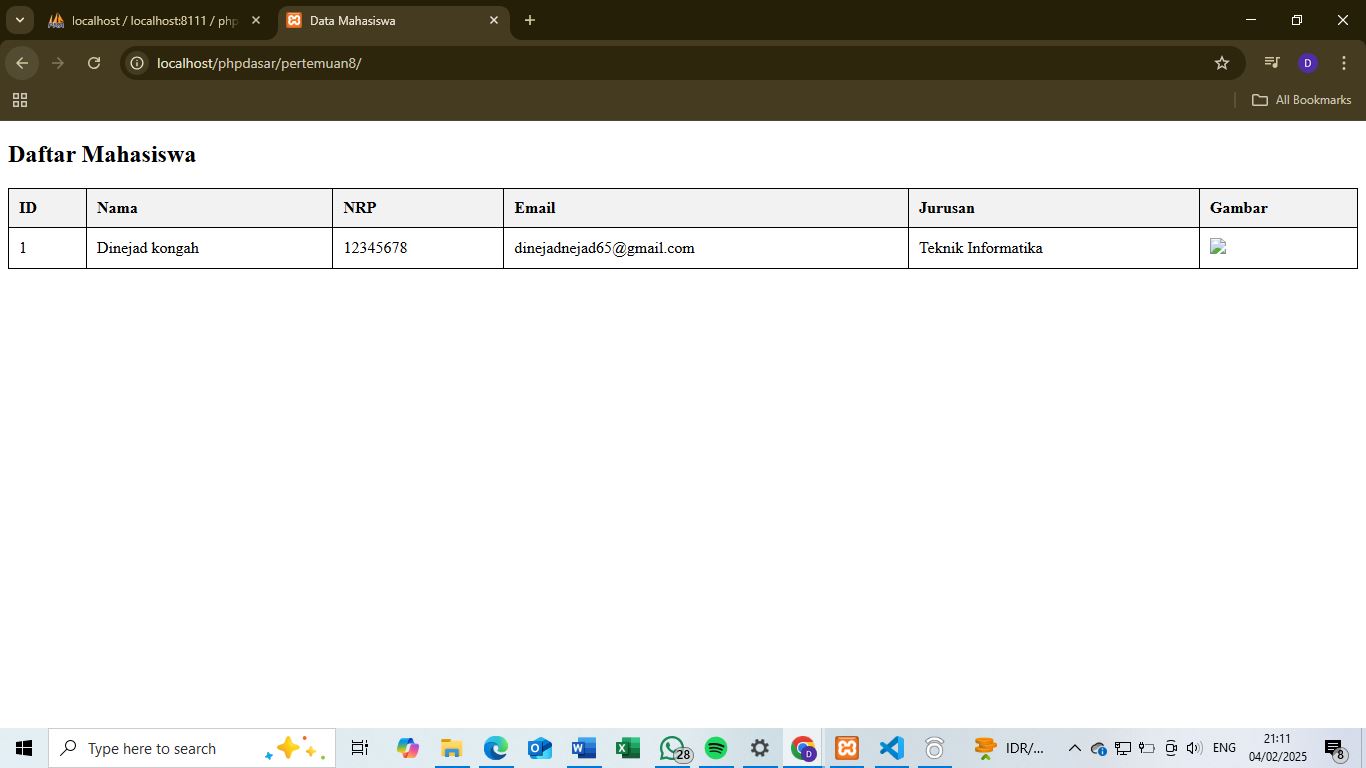 localhost / localhost:8111 / php
Data Mahasiswa
localhost/phpdasar/pertemuan8/
D
All Bookmarks
Daftar Mahasiswa
ID Nama NRP Email Jurusan Gambar
1 Dinejad kongah 12345678 dinejadnejad65@gmail.com Teknik Informatika
Type here to search
28
D
IDR/...
ENG
21:11
04/02/2025
8